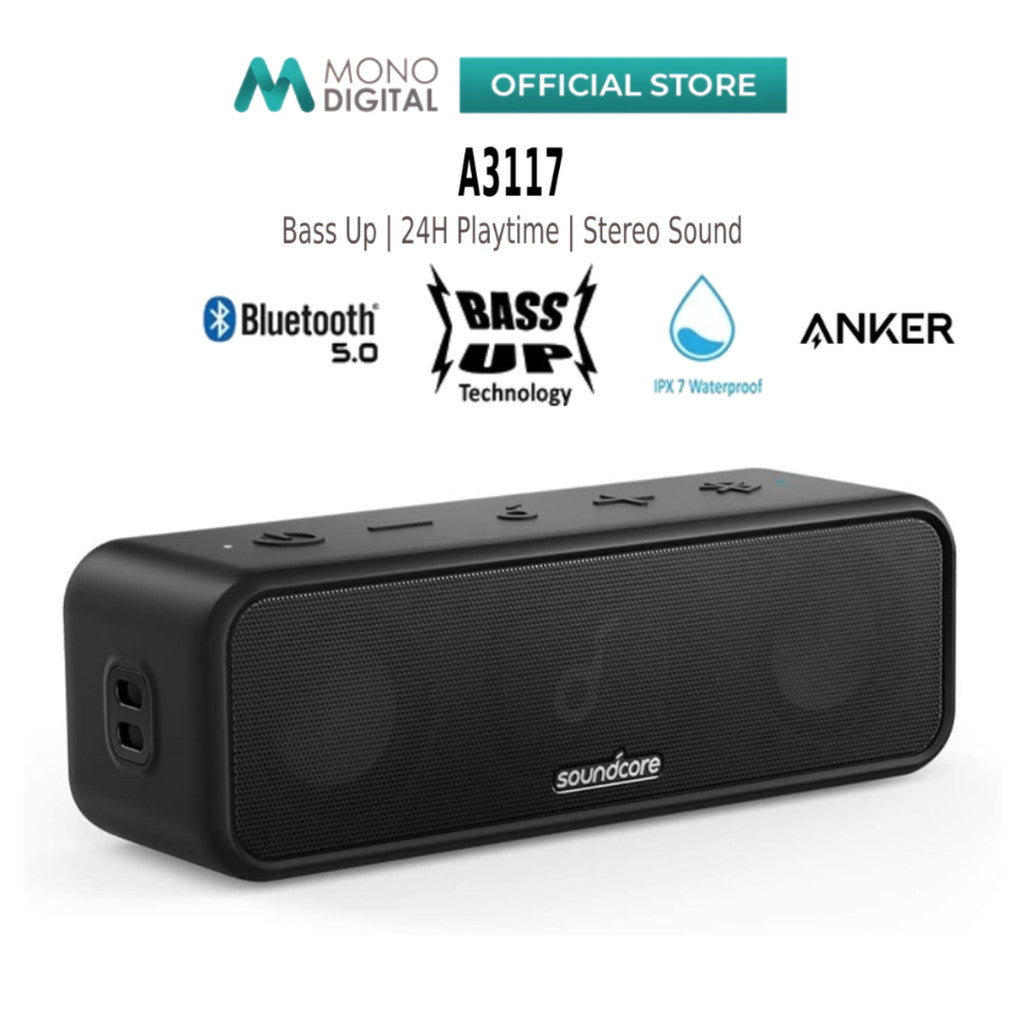 MONO
DIGITAL
OFFICIAL STORE
A3117
Bass Up | 24H Playtime | Stereo Sound
Bluetooth®
5.0
BASS
UP
Technology
IPX 7 Waterproof
ANKER
soundcore